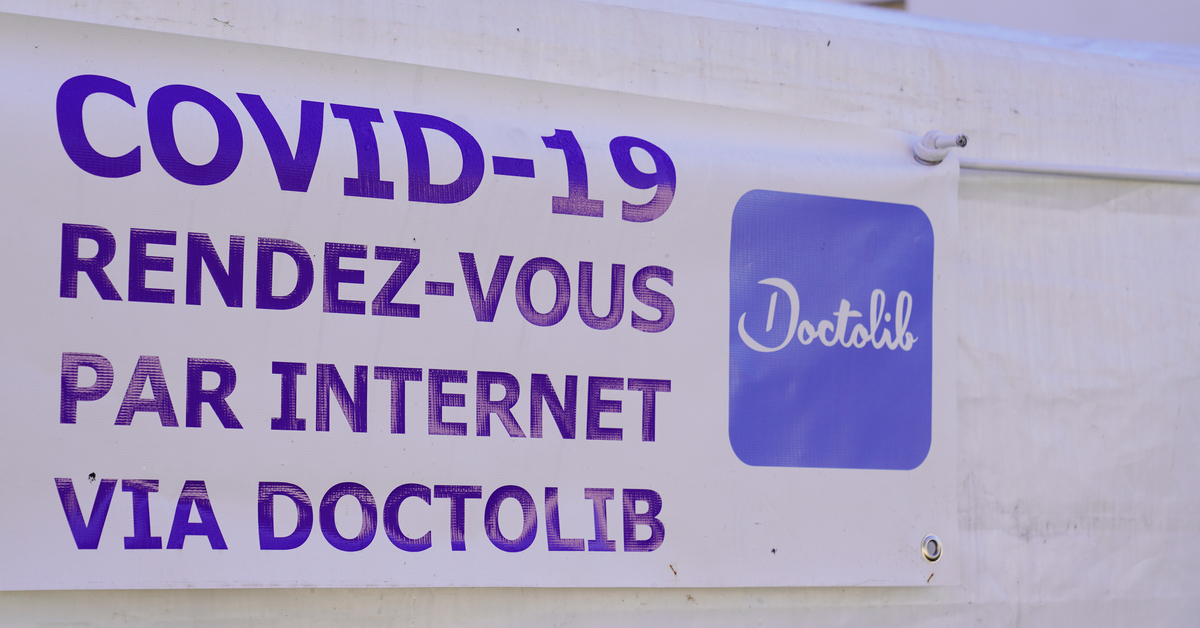 COVID-19
RENDEZ-VOUS
PAR INTERNET
VIA DOCTOLIB
Doctolib